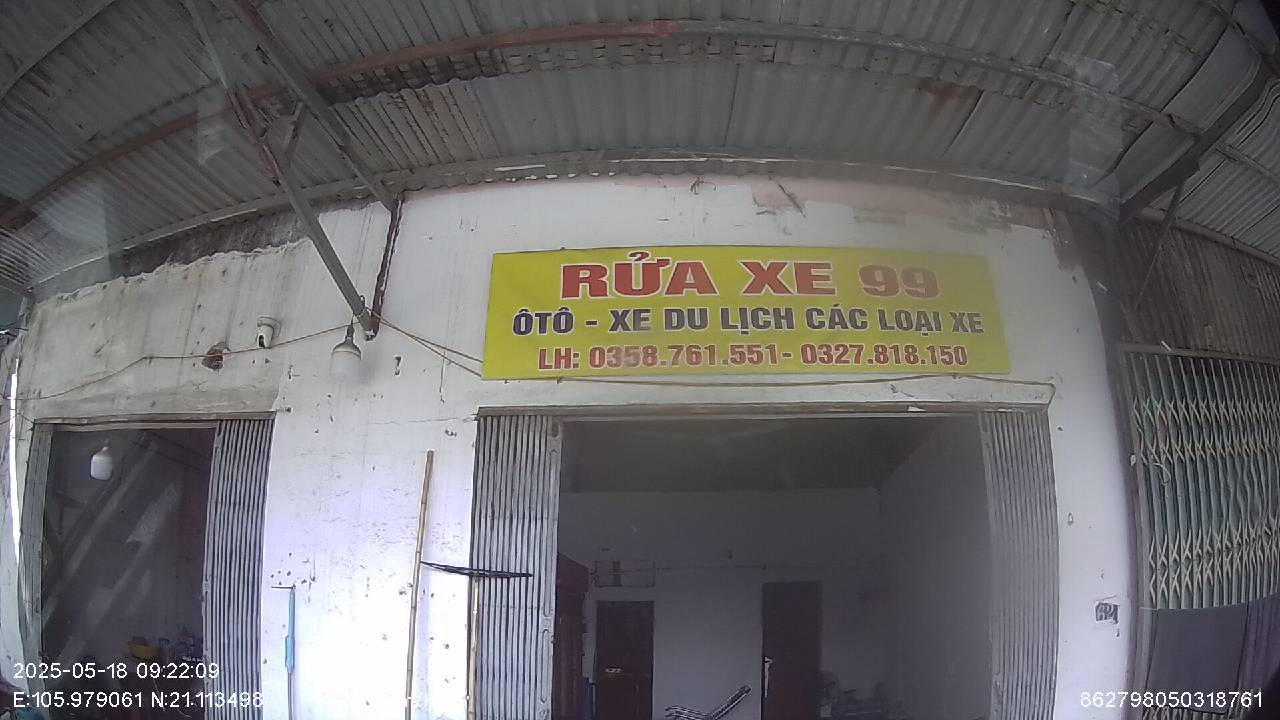 RỬA XE 99
ÔTÔ - XE DU LỊCH CÁC LOẠI XE
LH: 0358.761.551- 0327.818.150
2025-05-18 09:22:09
E:105.979061 N:21.113498
862798050318761